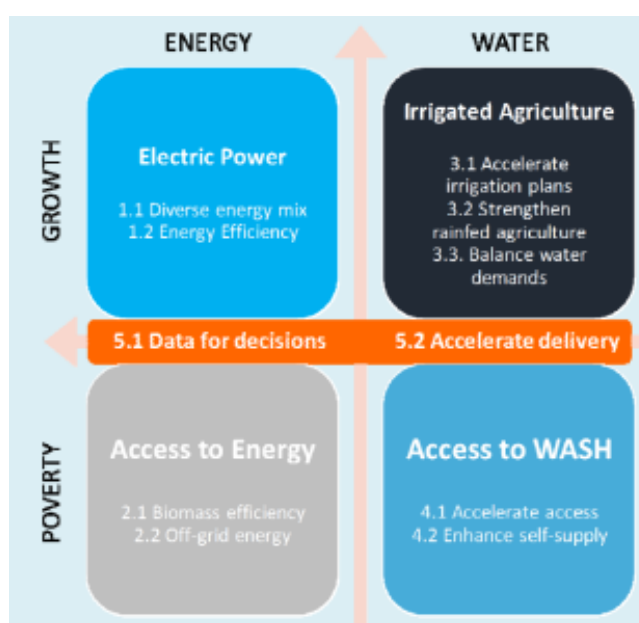 ENERGY
WATER
GROWTH
Electric Power
1.1 Diverse energy mix
1.2 Energy Efficiency
Irrigated Agriculture
3.1 Accelerate
irrigation plans
3.2 Strengthen
rainfed agriculture
3.3. Balance water
demands
5.1 Data for decisions
5.2 Accelerate delivery
POVERTY
Access to Energy
2.1 Biomass efficiency
2.2 Off-grid energy
Access to WASH
4.1 Accelerate access
4.2 Enhance self-supply